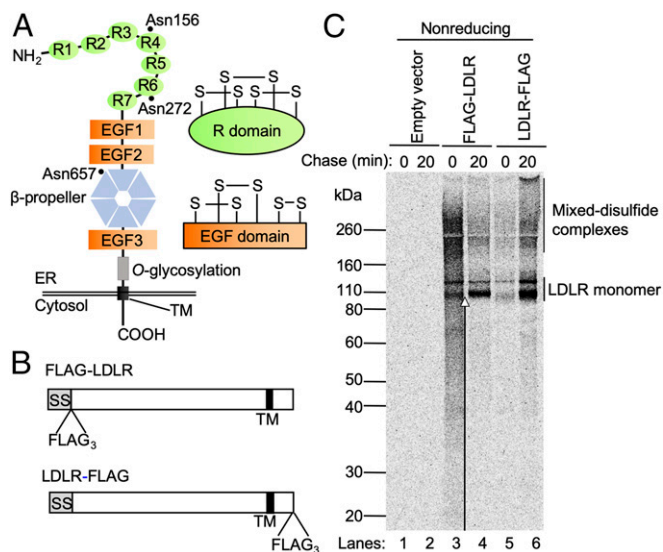 A
Asn156
NH2
R1
R2
R3
R4
R5
R6
R7
Asn272
EGF1
EGF2
Asn657
β-propeller
EGF3
O-glycosylation
ER
Cytosol
TM
COOH
S S
S S S S
R domain
S S
S S S–S
EGF domain
B
FLAG-LDLR
SS
TM
FLAG3
LDLR-FLAG
SS
TM
FLAG3
C
Nonreducing
Empty vector
FLAG-LDLR
LDLR-FLAG
Chase (min): 0 20 0 20 0 20
kDa
260
160
110
80
60
50
40
30
20
Mixed-disulfide
complexes
LDLR monomer
Lanes: 1 2 3 4 5 6